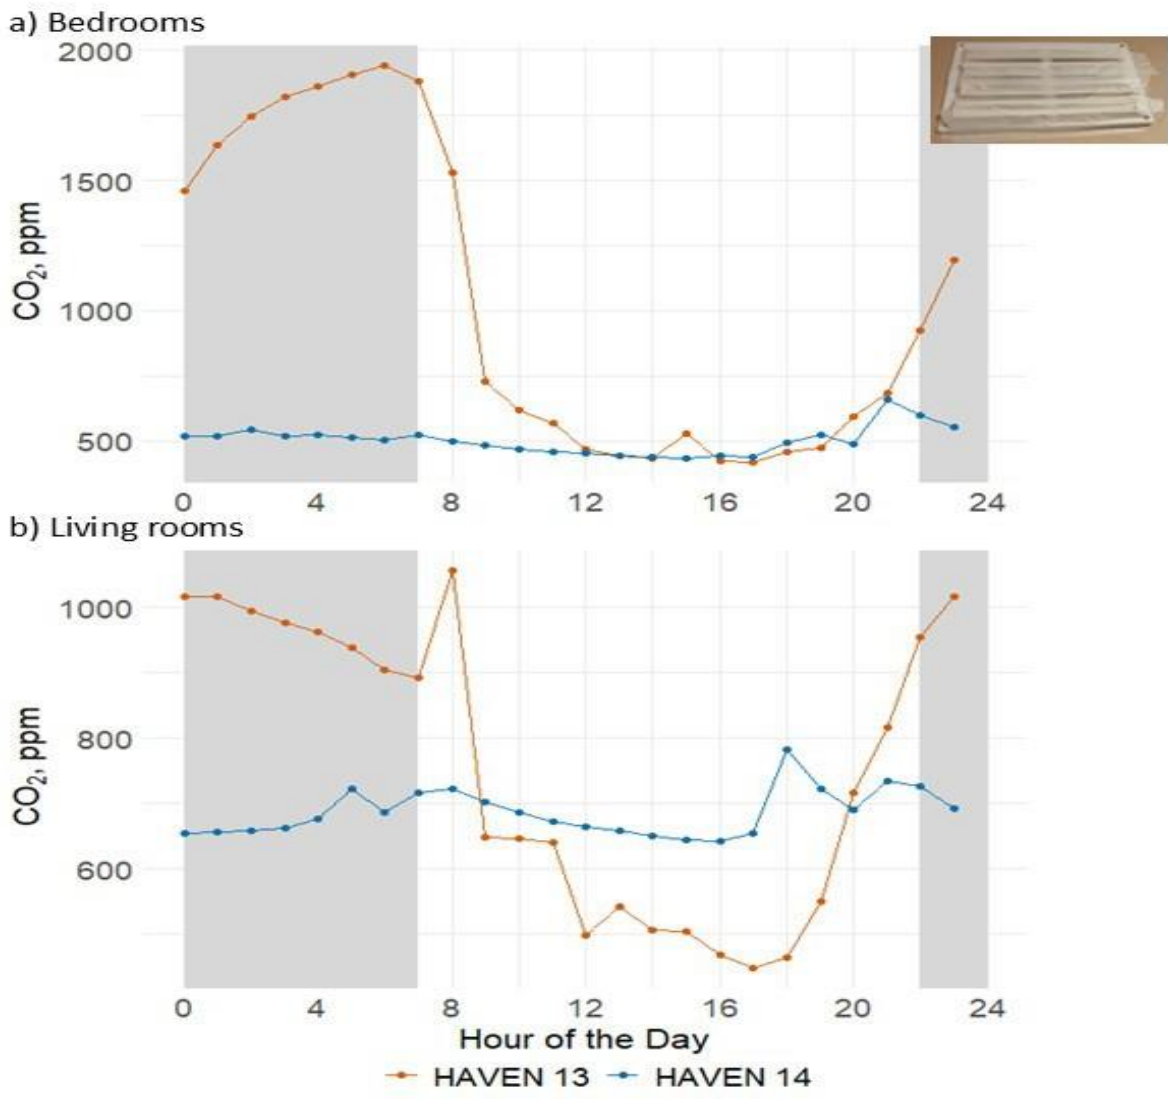 a) Bedrooms
2000
1500
1000
500
CO₂, ppm
0 4 8 12 16 20 24
b) Living rooms
1000
800
600
CO₂, ppm
0 4 8 12 16 20 24
Hour of the Day
HAVEN 13 HAVEN 14